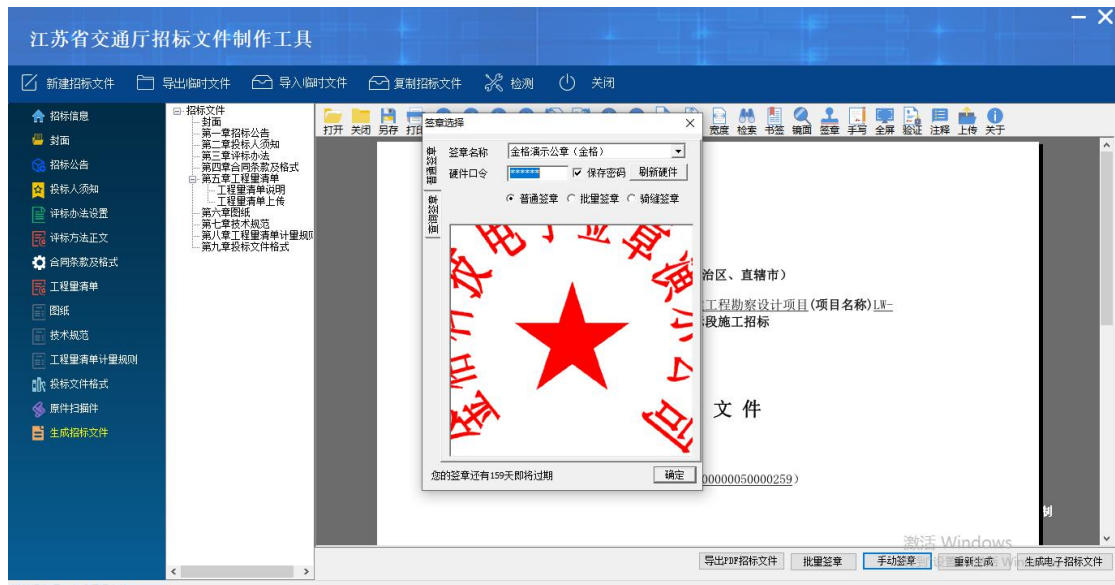 江苏省交通厅招标文件制作工具
新建招标文件 导出临时文件 导入临时文件 复制招标文件 检测 关闭
招标信息
封面
招标公告
投标人须知
评标办法设置
评标方法正文
合同条款及格式
工程量清单
图纸
技术规范
工程量清单计量规则
投标文件格式
原件扫描件
生成招标文件
招标文件
封面
第一章招标公告
第二章投标人须知
第三章评标办法
第四章合同条款及格式
第五章工程量清单
工程量清单说明
工程量清单上传
第六章图纸
第七章技术规范
第八章工程量清单计量规则
第九章投标文件格式
打开 关闭 另存 打印 宽度 检索 书签 镜面 签章 手写 全屏 验证 注释 上传 关于
签章选择
普通签章
直阅签章
签章名称 金格演示公章（金格）
硬件口令 ****** 保存密码 刷新硬件
普通签章 批量签章 骑缝签章
您的签章还有159天即将过期 确定
治区、直辖市）
工程勘察设计项目(项目名称)LW-
段施工招标
文件
00000050000259）
制
激活 Windows
导出PDF招标文件 批量签章 手动签章 重新生成 生成电子招标文件